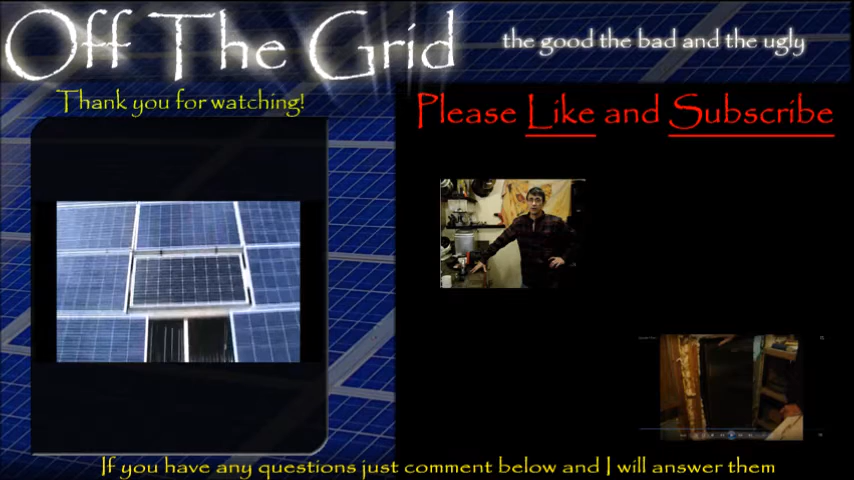 Off The Grid
the good the bad and the ugly
Thank you for watching!
Please Like and Subscribe
If you have any questions just comment below and I will answer them